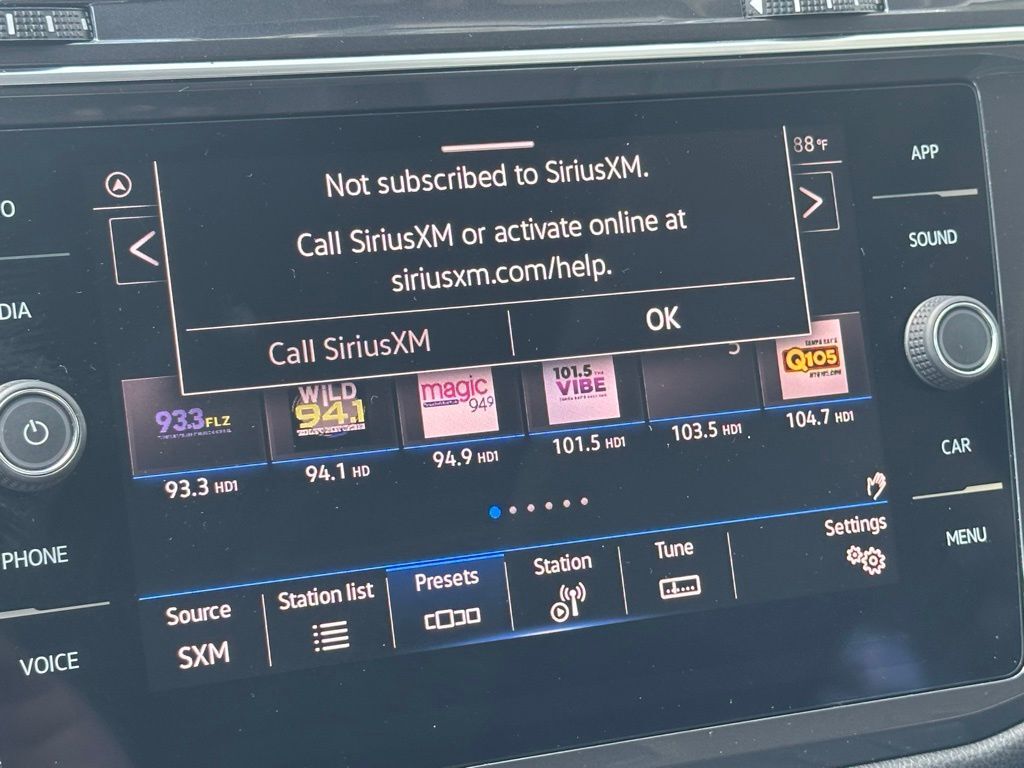 88°F
APP
Not subscribed to SiriusXM.
SOUND
Call SiriusXM or activate online at
siriusxm.com/help.
DIA
OK
Call SiriusXM
Q105
101.5 THE
VIBE
magic
94.9
WILD
94.1
93.3 FLZ
104.7 HD1
103.5 HD1
101.5 HD1
94.9 HD1
94.1 HD
93.3 HD1
CAR
Settings
MENU
PHONE
Tune
Station
Presets
Station list
Source
SXM
VOICE